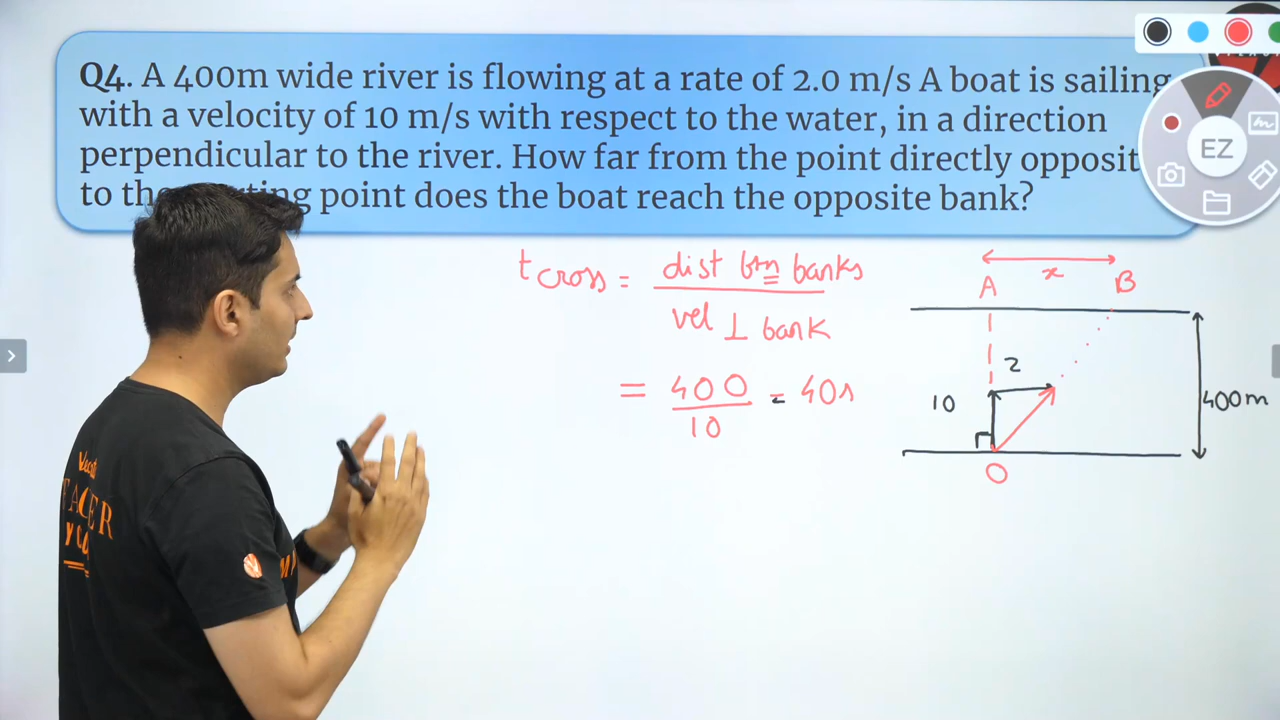 Q4. A 400m wide river is flowing at a rate of 2.0 m/s A boat is sailing
with a velocity of 10 m/s with respect to the water, in a direction
perpendicular to the river. How far from the point directly opposit
to the point does the boat reach the opposite bank?
EZ
t cross = dist btn banks
vel ⊥ bank
= 400
10
= 40s
A x B
2
10
400m
O